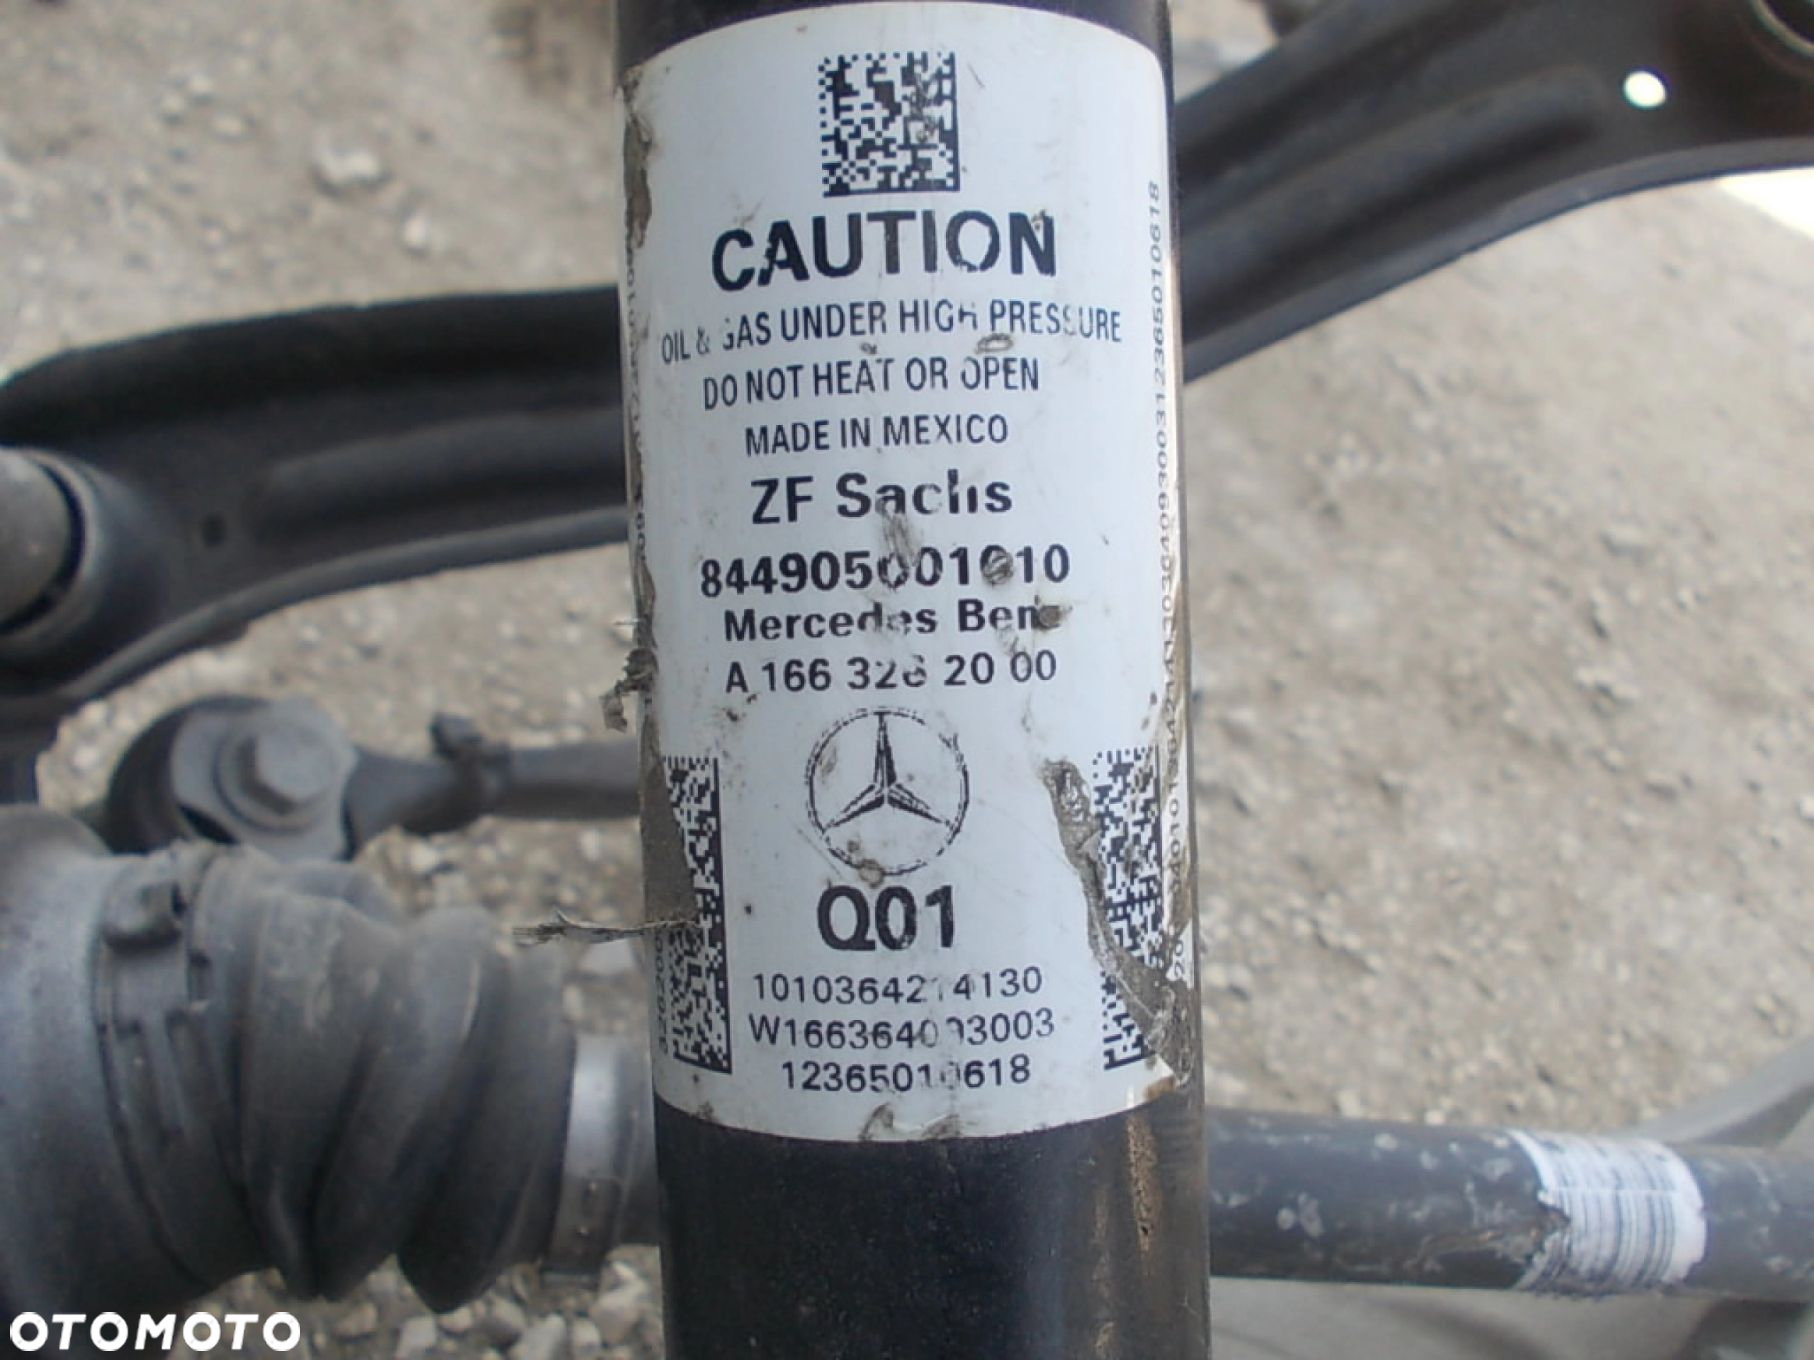 CAUTION
OIL & GAS UNDER HIGH PRESSURE
DO NOT HEAT OR OPEN
MADE IN MEXICO
ZF Sachs
844905001010
Mercedes Benz
A 166 326 20 00
Q01
1010364214130
W166364093003
12365010618
OTOMOTO